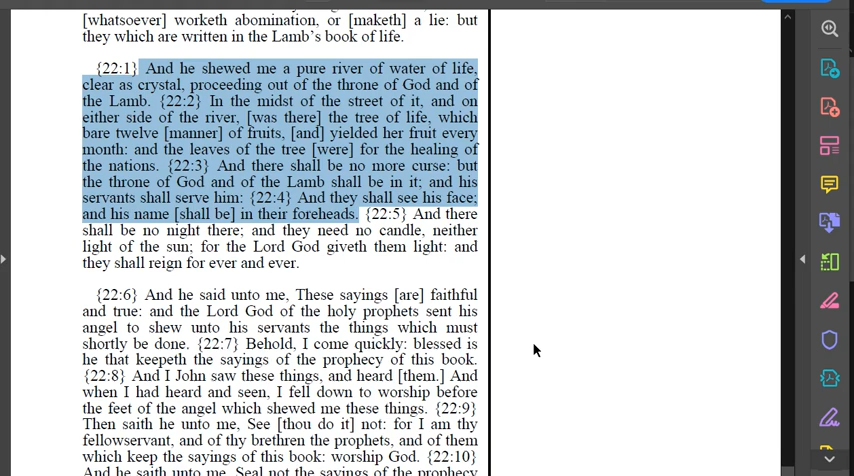 [whatsoever] worketh abomination, or [maketh] a lie: but
they which are written in the Lamb's book of life.
{22:1} And he shewed me a pure river of water of life,
clear as crystal, proceeding out of the throne of God and of
the Lamb. {22:2} In the midst of the street of it, and on
either side of the river, [was there] the tree of life, which
bare twelve [manner] of fruits, [and] yielded her fruit every
month: and the leaves of the tree [were] for the healing of
the nations. {22:3} And there shall be no more curse: but
the throne of God and of the Lamb shall be in it; and his
servants shall serve him: {22:4} And they shall see his face;
and his name [shall be] in their foreheads. {22:5} And there
shall be no night there; and they need no candle, neither
light of the sun; for the Lord God giveth them light: and
they shall reign for ever and ever.
{22:6} And he said unto me, These sayings [are] faithful
and true: and the Lord God of the holy prophets sent his
angel to shew unto his servants the things which must
shortly be done. {22:7} Behold, I come quickly: blessed is
he that keepeth the sayings of the prophecy of this book.
{22:8} And I John saw these things, and heard [them.] And
when I had heard and seen, I fell down to worship before
the feet of the angel which shewed me these things. {22:9}
Then saith he unto me, See [thou do it] not: for I am thy
fellowservant, and of thy brethren the prophets, and of them
which keep the sayings of this book: worship God. {22:10}
And he saith unto me, Seal not the sayings of the prophecy